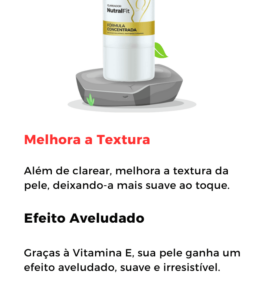 NutralFit
FÓRMULA
CONCENTRADA
Melhora a Textura
Além de clarear, melhora a textura da
pele, deixando-a mais suave ao toque.
Efeito Aveludado
Graças à Vitamina E, sua pele ganha um
efeito aveludado, suave e irresistível.